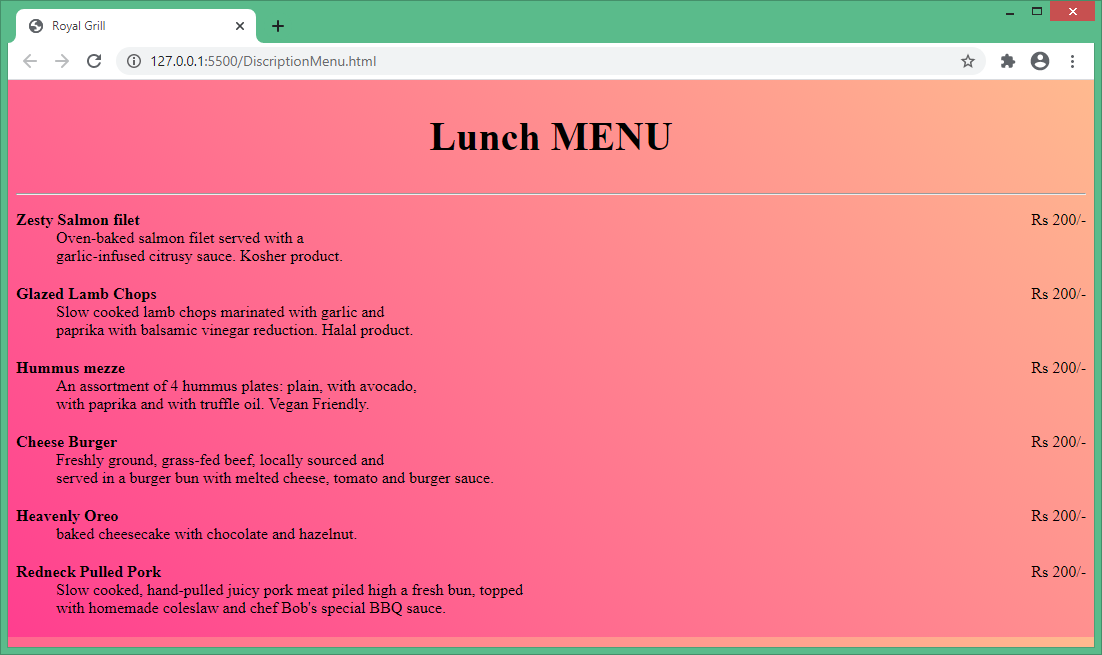 Royal Grill
127.0.0.1:5500/DiscriptionMenu.html
Lunch MENU
Zesty Salmon filet Rs 200/-
Oven-baked salmon filet served with a
garlic-infused citrusy sauce. Kosher product.
Glazed Lamb Chops Rs 200/-
Slow cooked lamb chops marinated with garlic and
paprika with balsamic vinegar reduction. Halal product.
Hummus mezze Rs 200/-
An assortment of 4 hummus plates: plain, with avocado,
with paprika and with truffle oil. Vegan Friendly.
Cheese Burger Rs 200/-
Freshly ground, grass-fed beef, locally sourced and
served in a burger bun with melted cheese, tomato and burger sauce.
Heavenly Oreo Rs 200/-
baked cheesecake with chocolate and hazelnut.
Redneck Pulled Pork Rs 200/-
Slow cooked, hand-pulled juicy pork meat piled high a fresh bun, topped
with homemade coleslaw and chef Bob's special BBQ sauce.